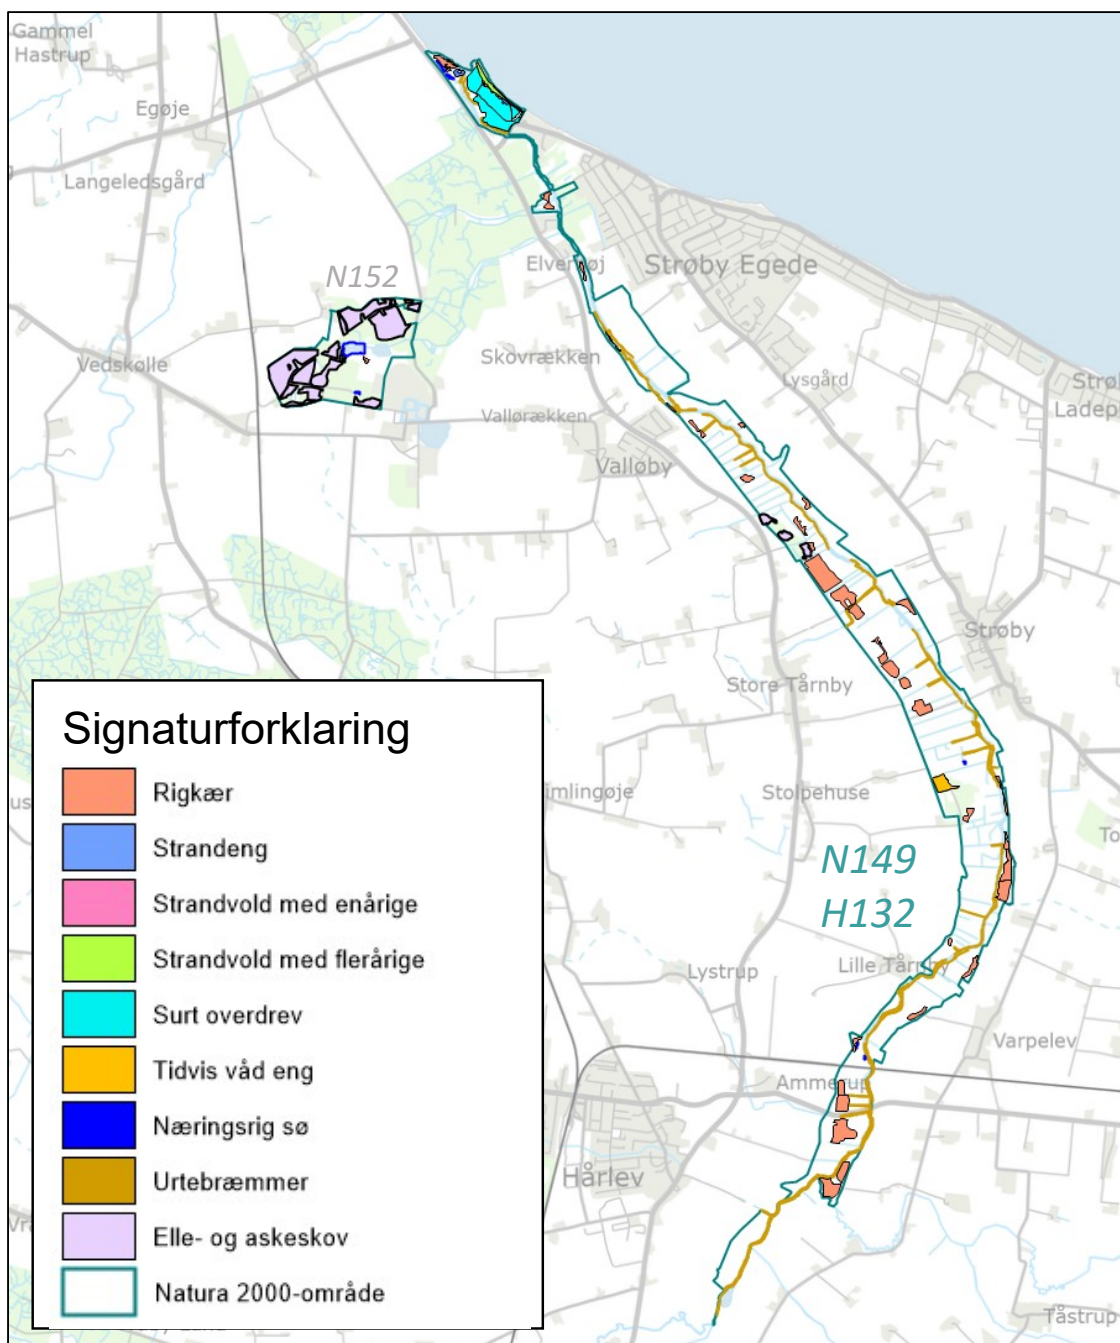 Gammel
Hastrup
Egøje
Langeledsgård
N152
Elverhøj
Strøby Egede
Vedskølle
Skovrækken
Lysgård
Vallørækken
Valløby
Strøby
Store Tårnby
Stolpehuse
N149
H132
Lystrup
Lille Tårnby
Varpelev
Ammerup
Hårlev
Tåstrup
Signaturforklaring
Rigkær
Strandeng
Strandvold med enårige
Strandvold med flerårige
Surt overdrev
Tidvis våd eng
Næringsrig sø
Urtebræmmer
Elle- og askeskov
Natura 2000-område